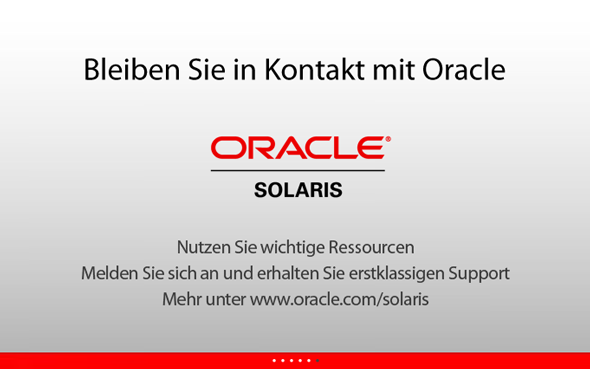 Bleiben Sie in Kontakt mit Oracle
ORACLE®
SOLARIS
Nutzen Sie wichtige Ressourcen
Melden Sie sich an und erhalten Sie erstklassigen Support
Mehr unter www.oracle.com/solaris